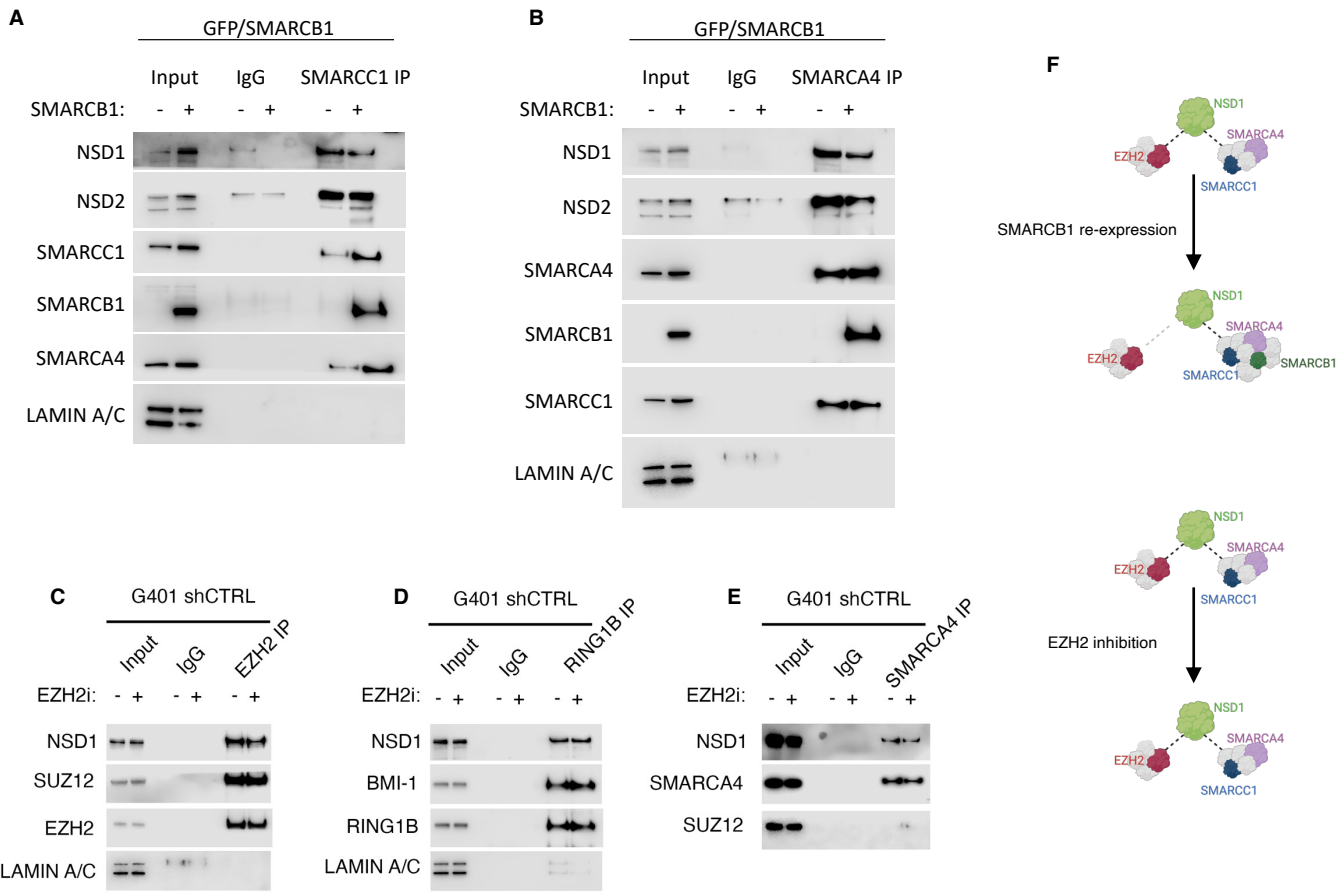 A
GFP/SMARCB1
Input IgG SMARCC1 IP
SMARCB1: - + - + - +
NSD1
NSD2
SMARCC1
SMARCB1
SMARCA4
LAMIN A/C
B
GFP/SMARCB1
Input IgG SMARCA4 IP
- + - + - +
NSD1
NSD2
SMARCA4
SMARCB1
SMARCC1
LAMIN A/C
C
G401 shCTRL
Input IgG EZH2 IP
EZH2i: - + - + - +
NSD1
SUZ12
EZH2
LAMIN A/C
D
G401 shCTRL
Input IgG RING1B IP
EZH2i: - + - + - +
NSD1
BMI-1
RING1B
LAMIN A/C
E
G401 shCTRL
Input IgG SMARCA4 IP
EZH2i: - + - + - +
NSD1
SMARCA4
SUZ12
F
NSD1
SMARCA4
EZH2
SMARCC1
SMARCB1 re-expression
NSD1
SMARCA4
EZH2
SMARCC1
SMARCB1
NSD1
SMARCA4
EZH2
SMARCC1
EZH2 inhibition
NSD1
SMARCA4
EZH2
SMARCC1